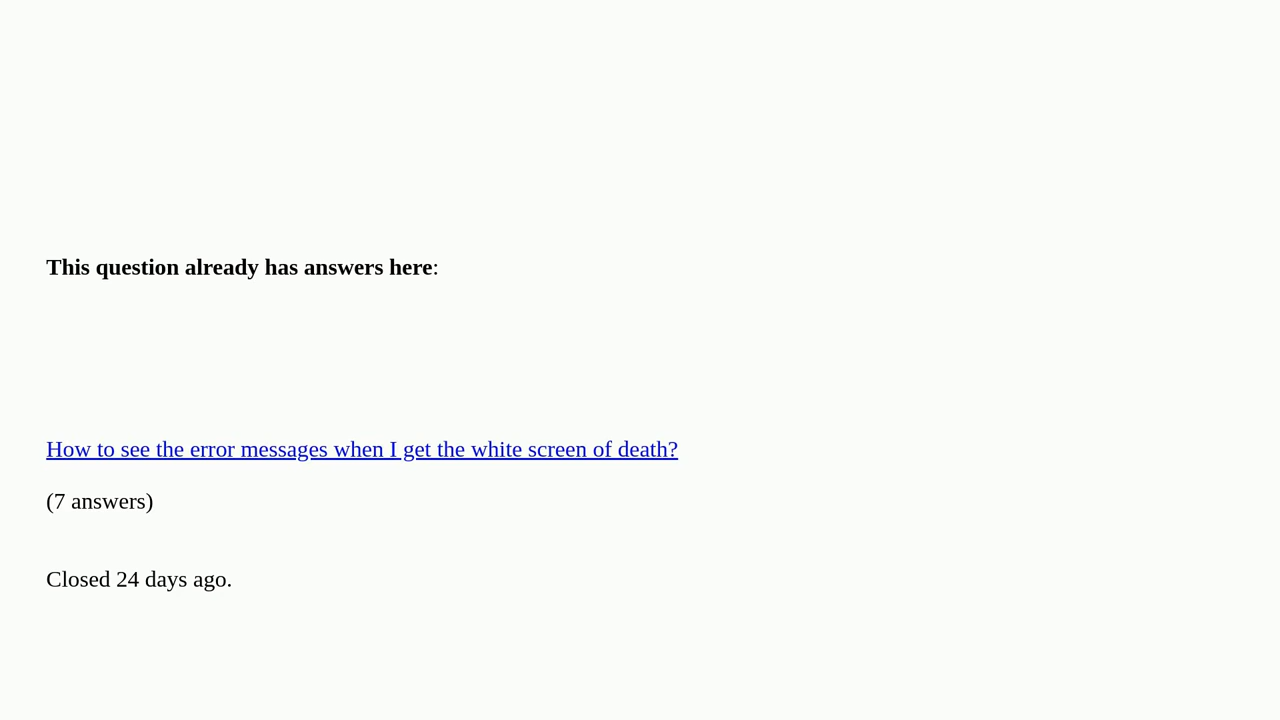 This question already has answers here:
How to see the error messages when I get the white screen of death?
(7 answers)
Closed 24 days ago.